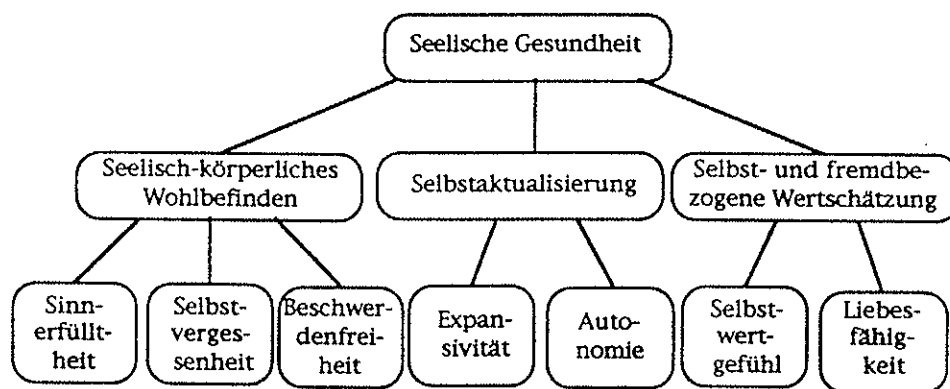 Seelische Gesundheit
Seelisch-körperliches
Wohlbefinden
Selbstaktualisierung
Selbst- und fremdbe-
zogene Wertschätzung
Sinn-
erfüllt-
heit
Selbst-
verges-
senheit
Beschwer-
denfrei-
heit
Expan-
sivität
Auto-
nomie
Selbst-
wert-
gefühl
Liebes-
fähig-
keit